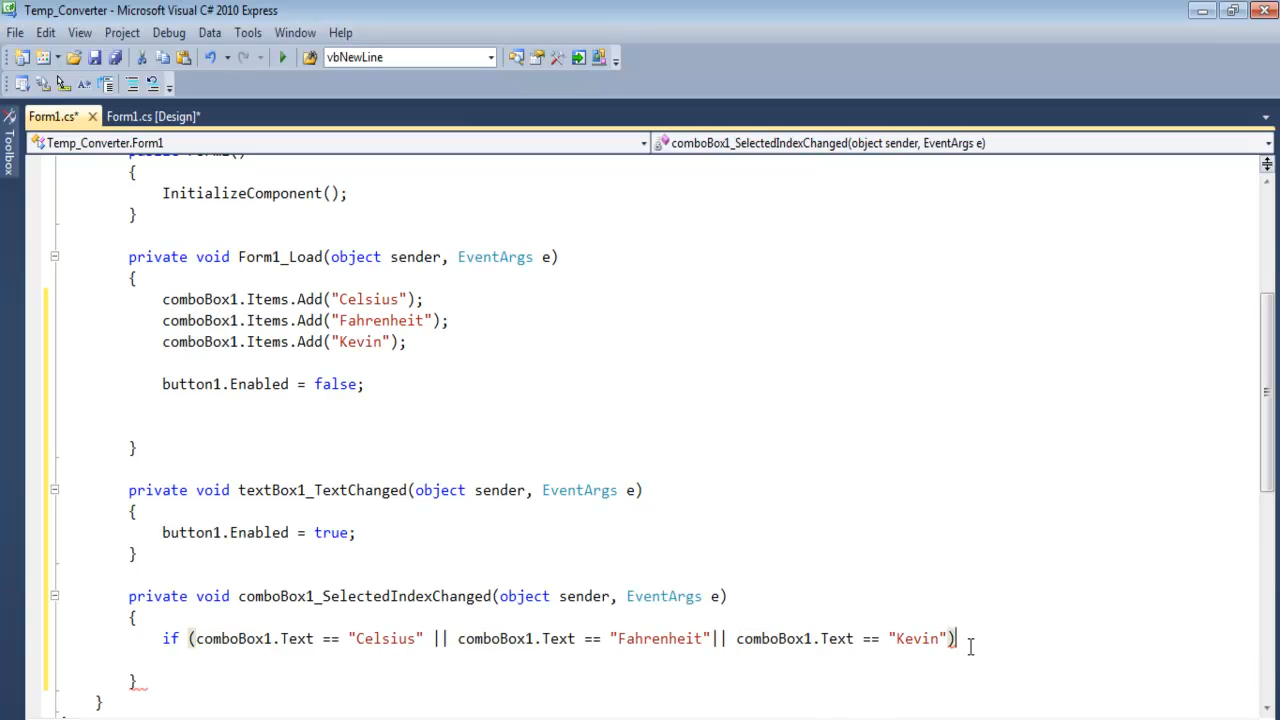 Temp_Converter - Microsoft Visual C# 2010 Express
File Edit View Project Debug Data Tools Window Help
vbNewLine
Form1.cs* Form1.cs [Design]*
Toolbox
Temp_Converter.Form1 comboBox1_SelectedIndexChanged(object sender, EventArgs e)
{
InitializeComponent();
}
private void Form1_Load(object sender, EventArgs e)
{
comboBox1.Items.Add("Celsius");
comboBox1.Items.Add("Fahrenheit");
comboBox1.Items.Add("Kevin");
button1.Enabled = false;
}
private void textBox1_TextChanged(object sender, EventArgs e)
{
button1.Enabled = true;
}
private void comboBox1_SelectedIndexChanged(object sender, EventArgs e)
{
if (comboBox1.Text == "Celsius" || comboBox1.Text == "Fahrenheit"|| comboBox1.Text == "Kevin")
}
}